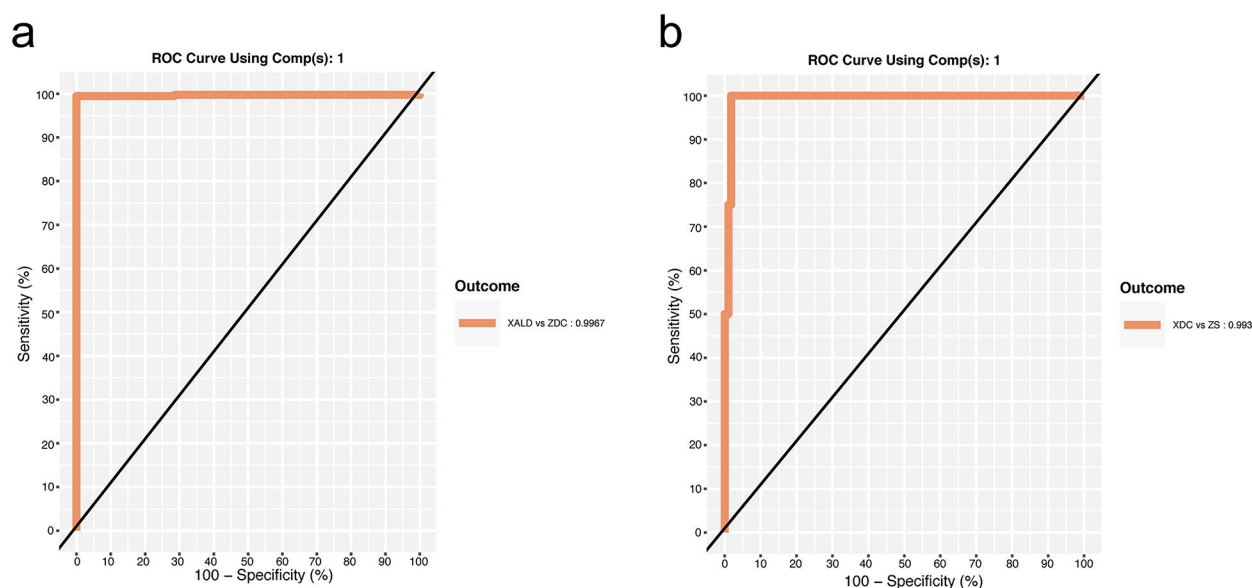 a
ROC Curve Using Comp(s): 1
Sensitivity (%)
100
90
80
70
60
50
40
30
20
10
0
0 10 20 30 40 50 60 70 80 90 100
100 – Specificity (%)
Outcome
XALD vs ZDC : 0.9967
b
ROC Curve Using Comp(s): 1
Sensitivity (%)
100
90
80
70
60
50
40
30
20
10
0
0 10 20 30 40 50 60 70 80 90 100
100 – Specificity (%)
Outcome
XDC vs ZS : 0.993